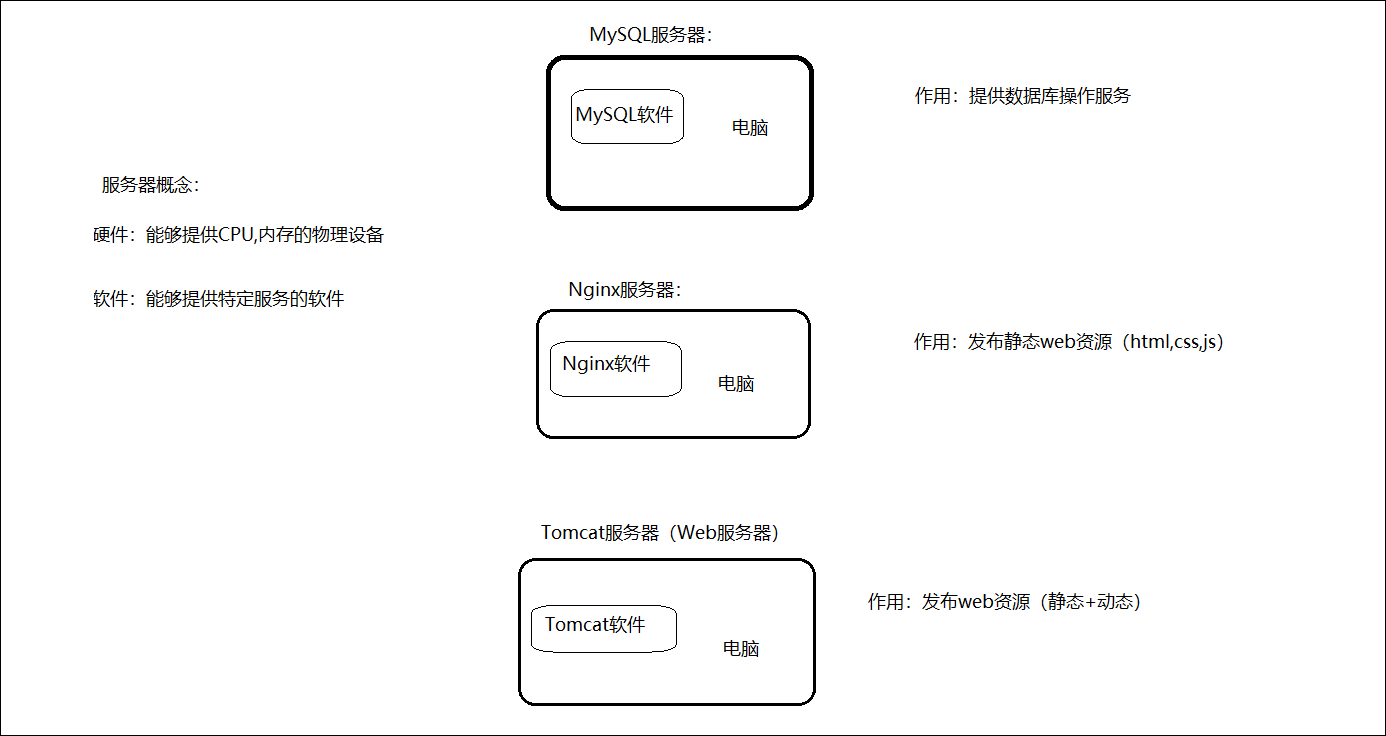 MySQL服务器：
MySQL软件
电脑
作用：提供数据库操作服务
服务器概念：
硬件：能够提供CPU,内存的物理设备
软件：能够提供特定服务的软件
Nginx服务器：
Nginx软件
电脑
作用：发布静态web资源（html,css,js）
Tomcat服务器（Web服务器）
Tomcat软件
电脑
作用：发布web资源（静态+动态）